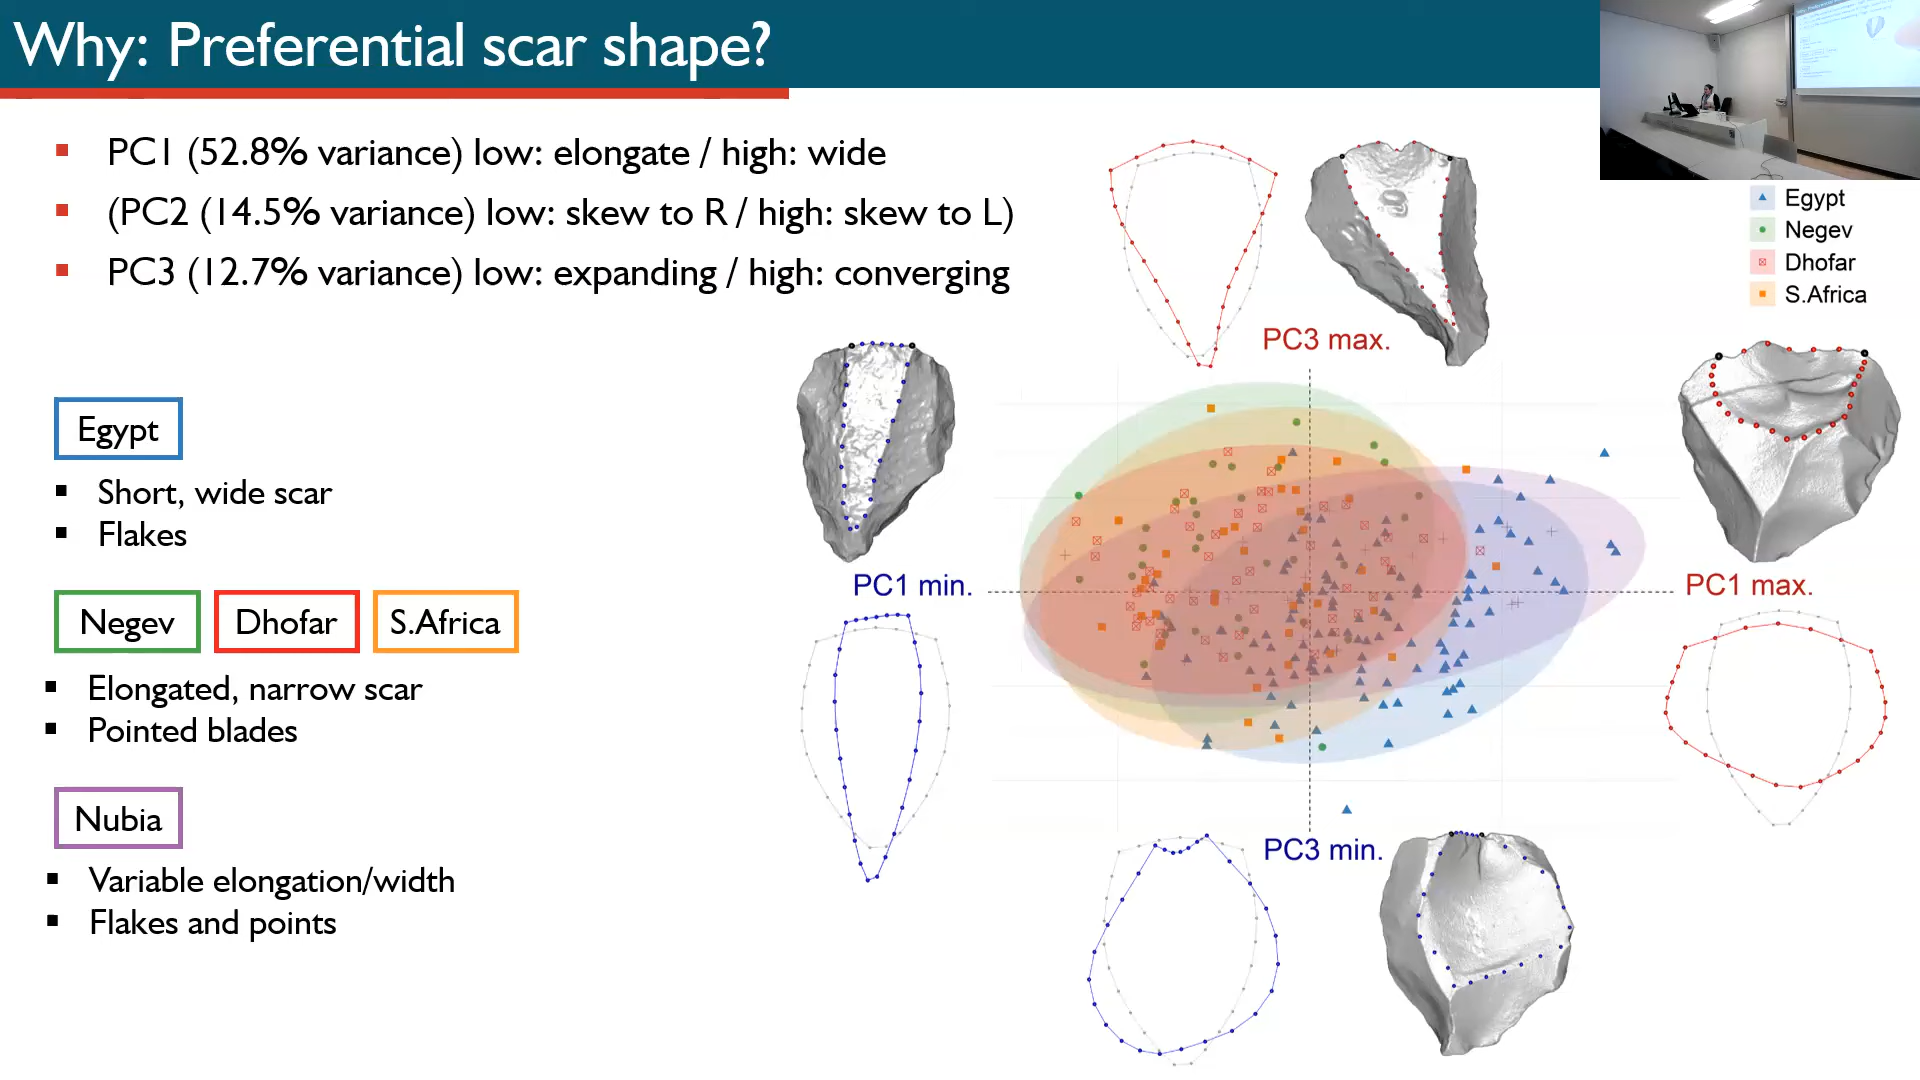 Why: Preferential scar shape?
PC1 (52.8% variance) low: elongate / high: wide
(PC2 (14.5% variance) low: skew to R / high: skew to L)
PC3 (12.7% variance) low: expanding / high: converging
Egypt
Short, wide scar
Flakes
Negev
Dhofar
S.Africa
Elongated, narrow scar
Pointed blades
Nubia
Variable elongation/width
Flakes and points
PC3 max.
PC1 min.
PC1 max.
PC3 min.
Egypt
Negev
Dhofar
S.Africa